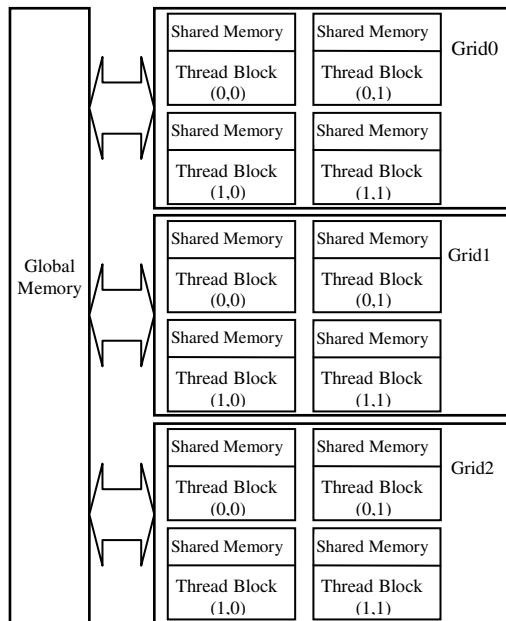 Global
Memory
Shared Memory
Thread Block
(0,0)
Shared Memory
Thread Block
(0,1)
Grid0
Shared Memory
Thread Block
(1,0)
Shared Memory
Thread Block
(1,1)
Shared Memory
Thread Block
(0,0)
Shared Memory
Thread Block
(0,1)
Grid1
Shared Memory
Thread Block
(1,0)
Shared Memory
Thread Block
(1,1)
Shared Memory
Thread Block
(0,0)
Shared Memory
Thread Block
(0,1)
Grid2
Shared Memory
Thread Block
(1,0)
Shared Memory
Thread Block
(1,1)